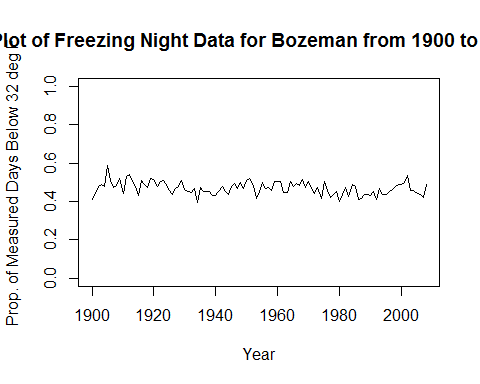 Plot of Freezing Night Data for Bozeman from 1900 to
Prop. of Measured Days Below 32 deg
1.0
0.8
0.6
0.4
0.2
0.0
1900 1920 1940 1960 1980 2000
Year